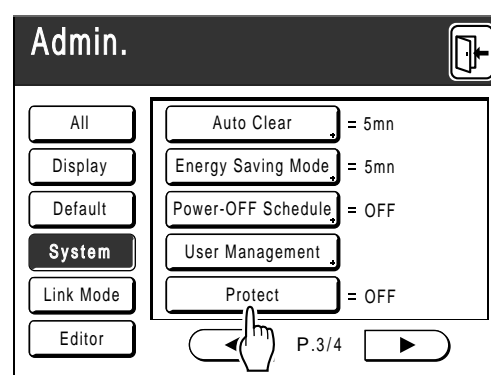 Admin.
All
Auto Clear = 5mn
Display
Energy Saving Mode = 5mn
Default
Power-OFF Schedule = OFF
System
User Management
Link Mode
Protect = OFF
Editor
P.3/4